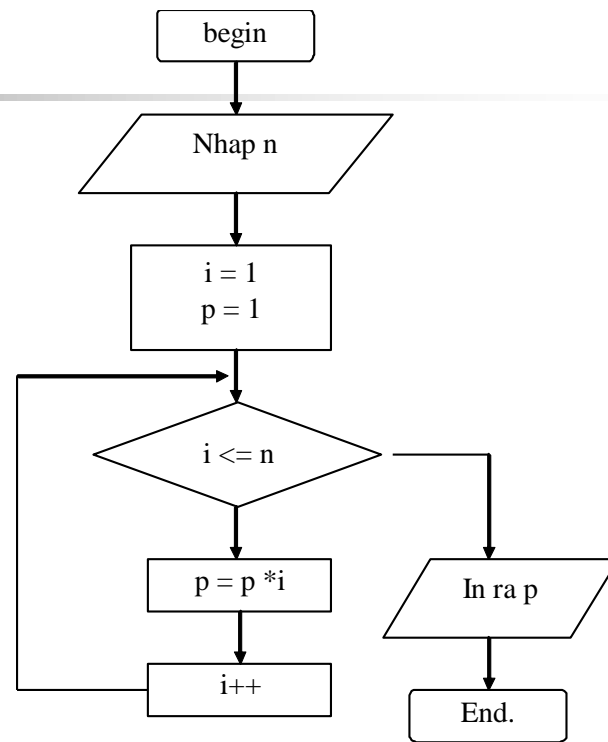 begin
Nhap n
i = 1
p = 1
i <= n
p = p *i
i++
In ra p
End.